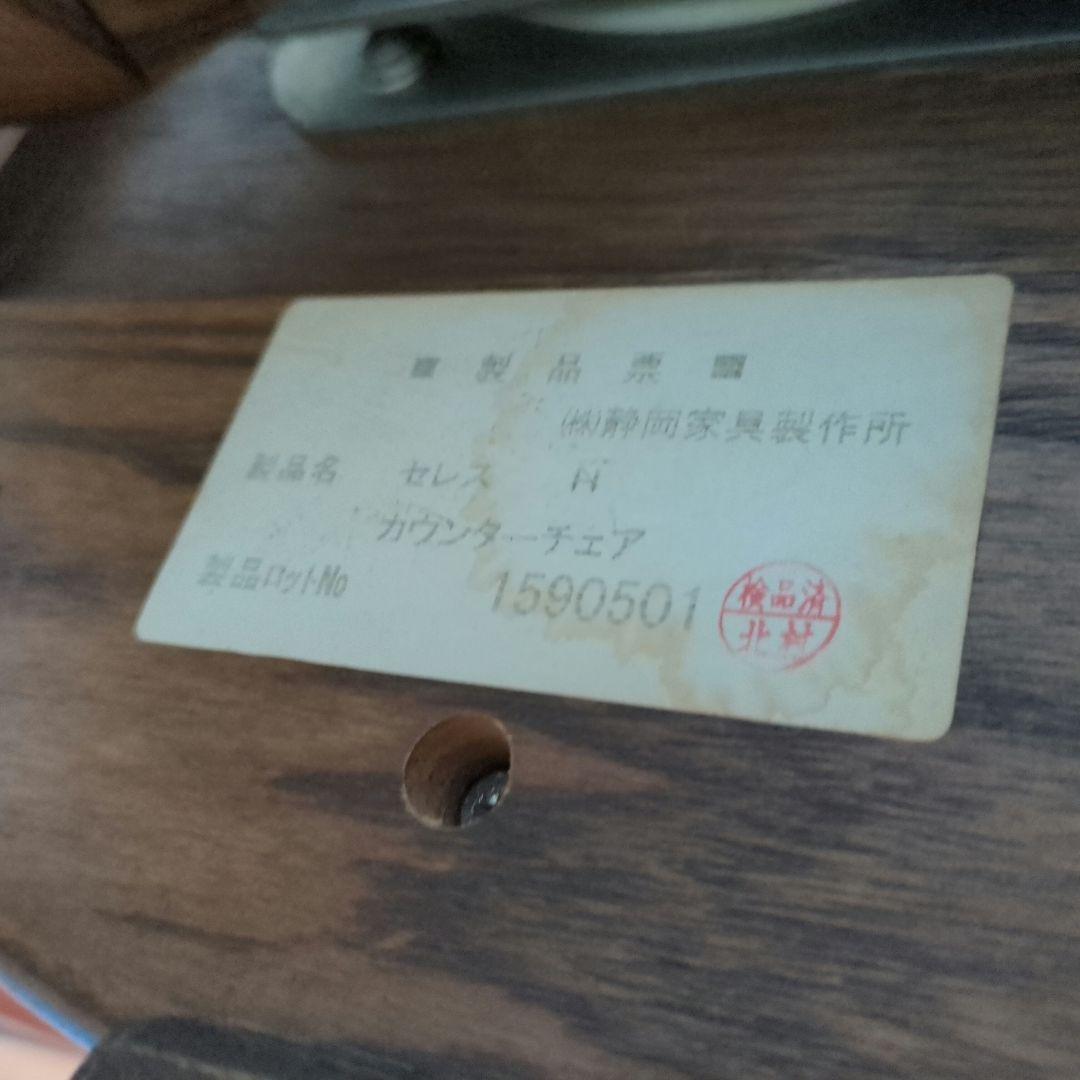 製品票
㈱静岡家具製作所
製品名 セレス N
カウンターチェア
製品ロットNo 1590501
検品済
北村